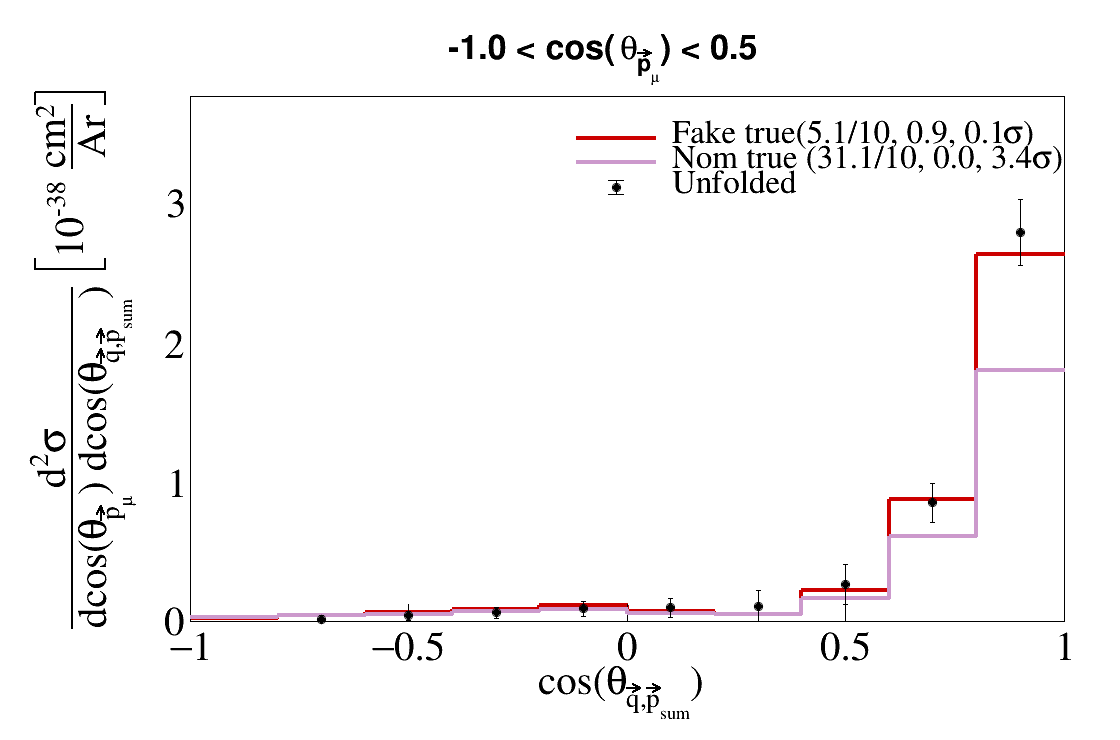 -1.0 < cos(θ_{p⃗_μ}) < 0.5
Fake true(5.1/10, 0.9, 0.1σ)
Nom true (31.1/10, 0.0, 3.4σ)
Unfolded
d²σ / dcos(θ_{p⃗_μ}) dcos(θ_{q⃗,p⃗_sum}) [10⁻³⁸ cm²/Ar]
3
2
1
0
−1 −0.5 0 0.5 1
cos(θ_{q⃗,p⃗_sum})